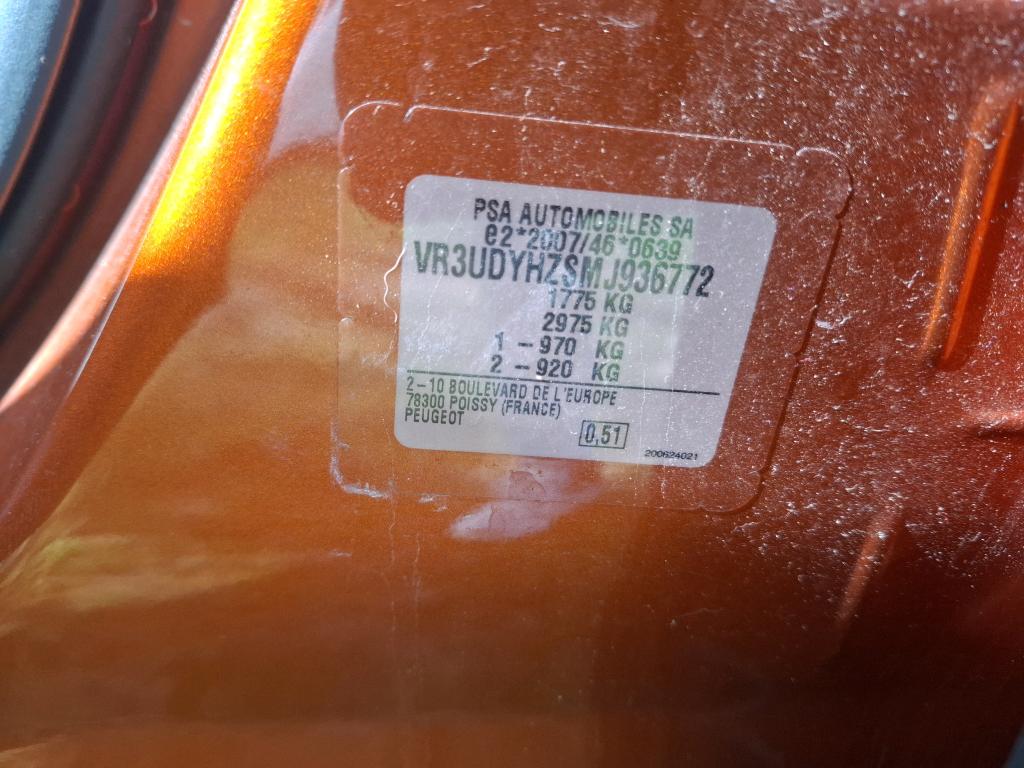 PSA AUTOMOBILES SA
e2*2007/46*0639
VR3UDYHZSMJ936772
1775 KG
2975 KG
1 - 970 KG
2 - 920 KG
2-10 BOULEVARD DE L'EUROPE
78300 POISSY (FRANCE)
PEUGEOT
0,51
200624021